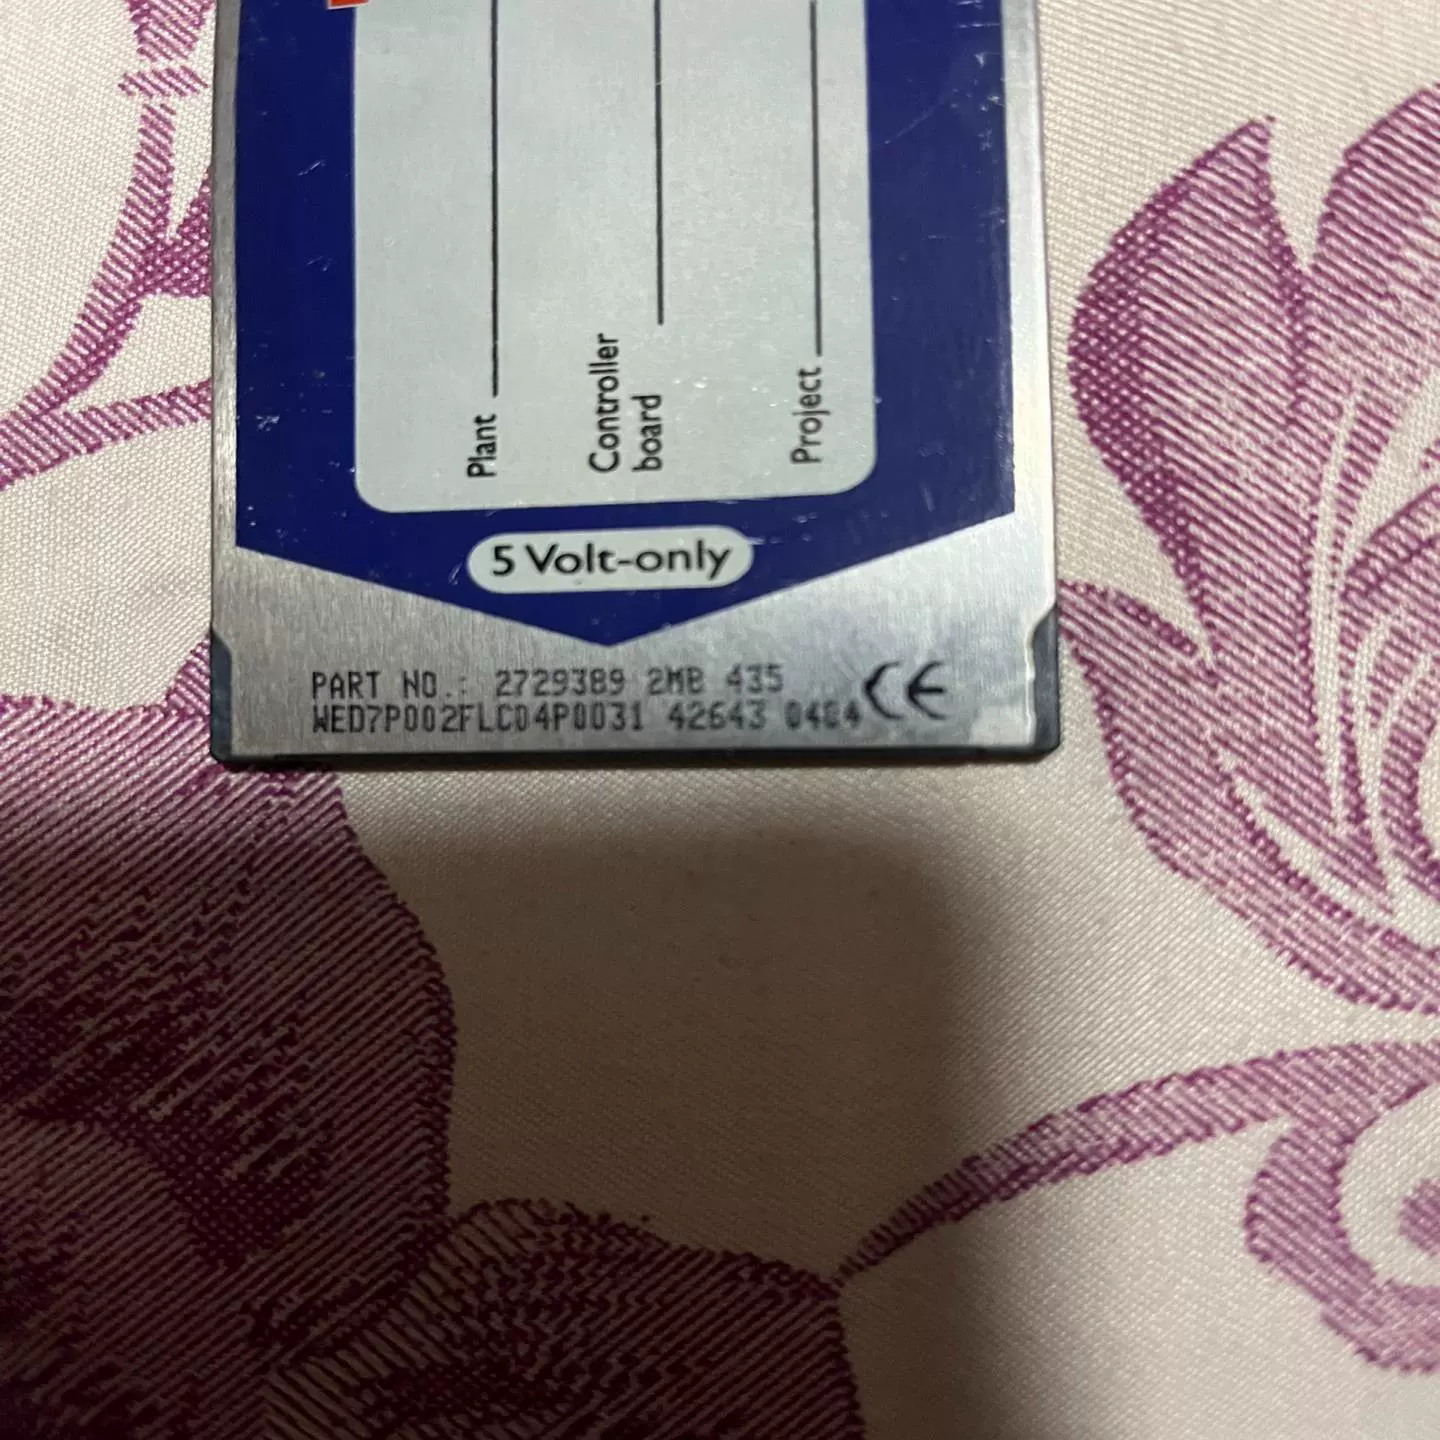 Plant
Controller
board
Project
5 Volt-only
PART NO.: 2729389 2MB 435
WED7P002FLC04P0031 42643 0404 CE